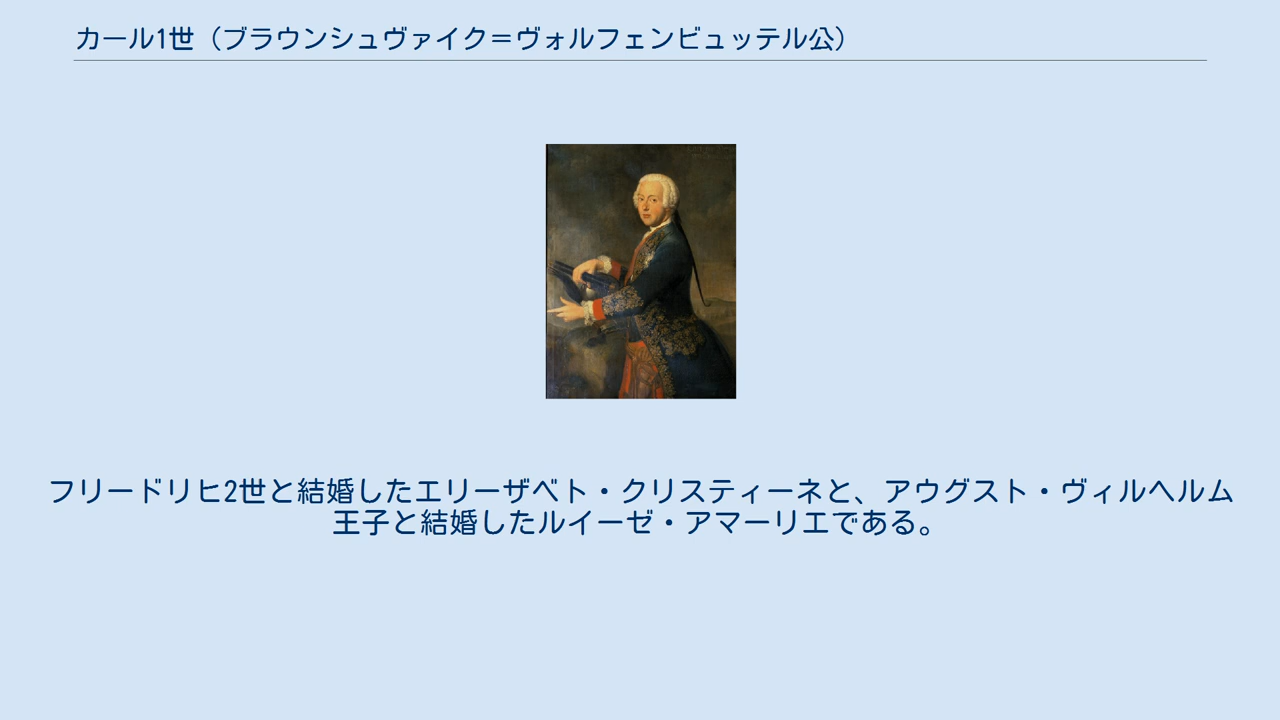 カール1世（ブラウンシュヴァイク＝ヴォルフェンビュッテル公）
フリードリヒ2世と結婚したエリーザベト・クリスティーネと、アウグスト・ヴィルヘルム
王子と結婚したルイーゼ・アマーリエである。